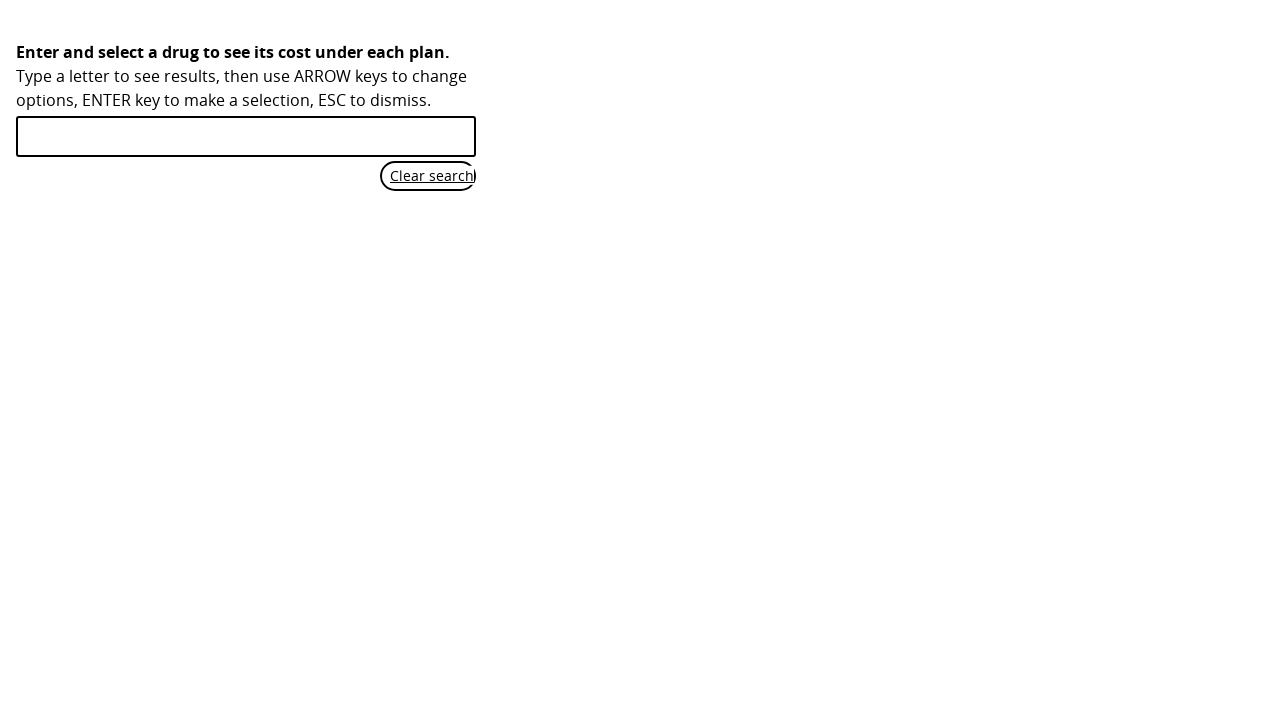 Enter and select a drug to see its cost under each plan.
Type a letter to see results, then use ARROW keys to change
options, ENTER key to make a selection, ESC to dismiss.
Clear search